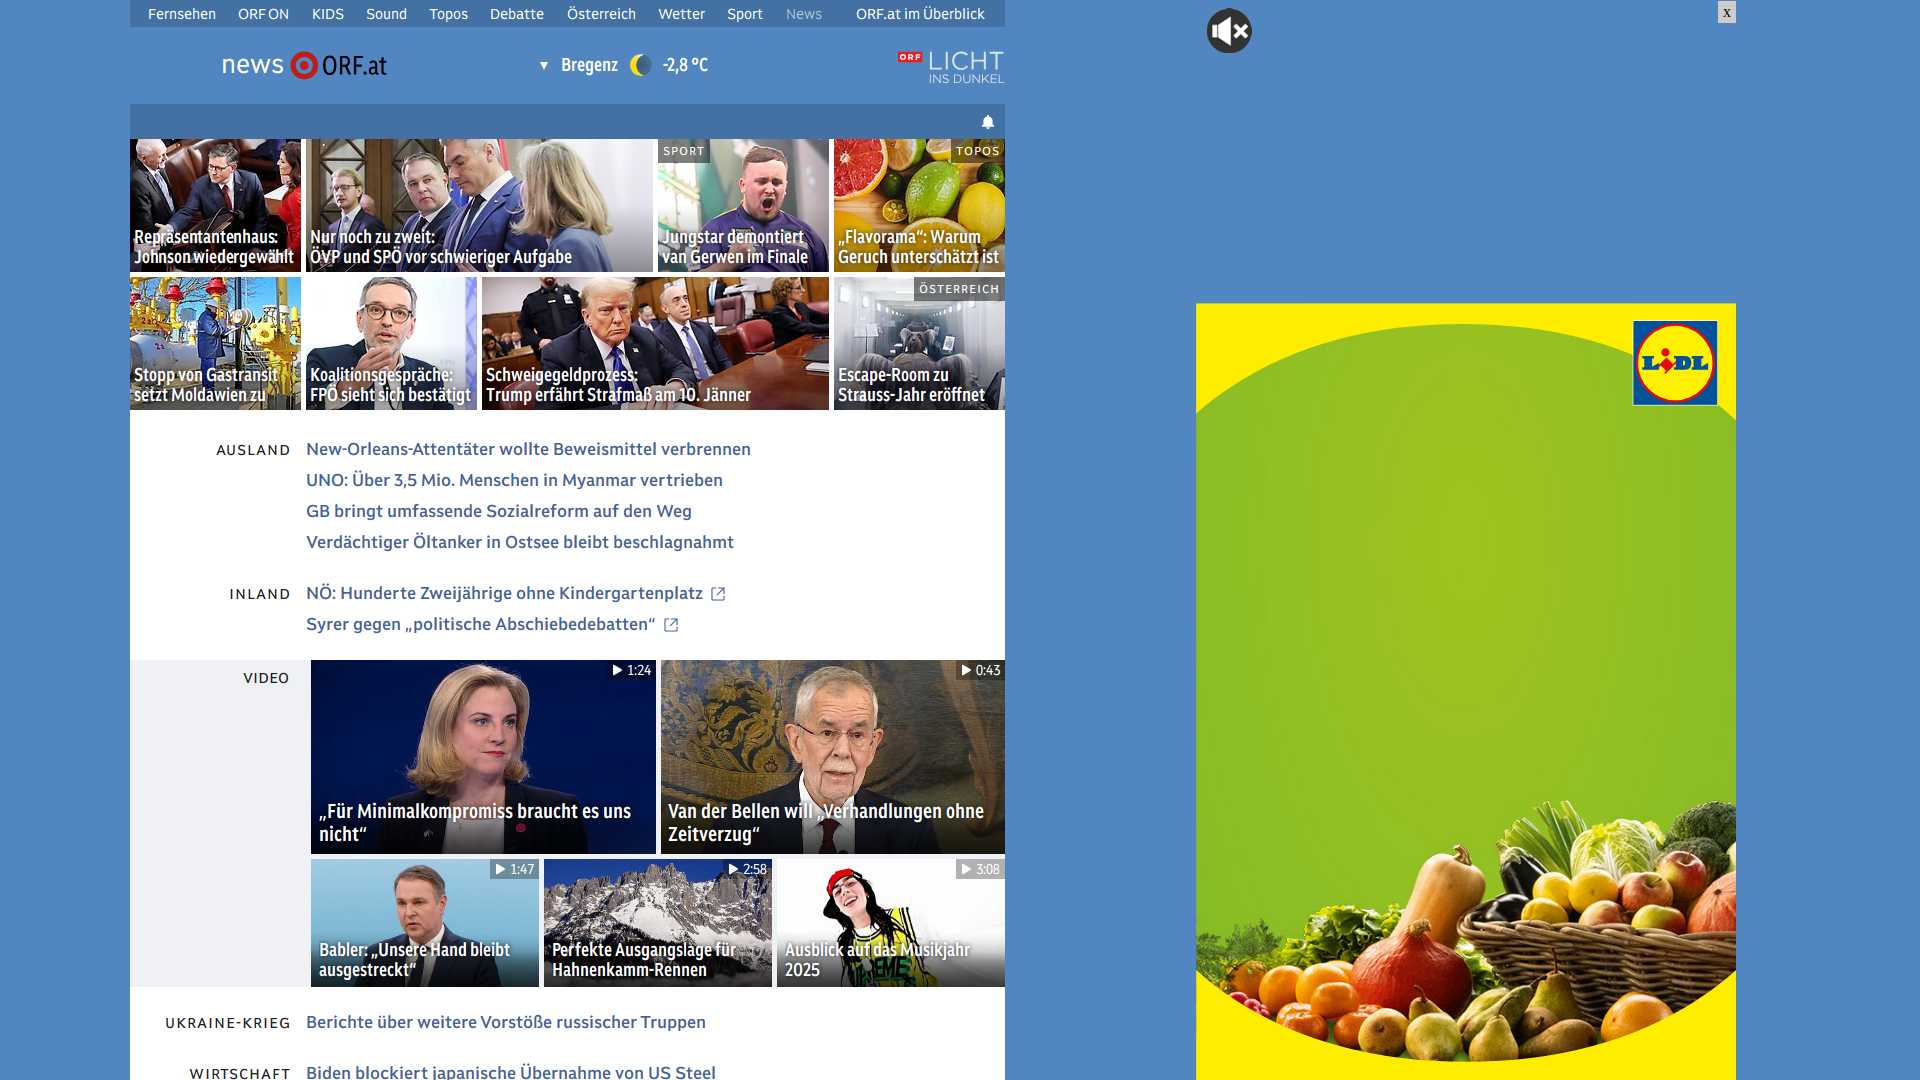 Fernsehen ORF ON KIDS Sound Topos Debatte Österreich Wetter Sport News ORF.at im Überblick
news ORF.at
▼ Bregenz -2,8 °C
ORF LICHT
INS DUNKEL
x
Repräsentantenhaus:
Johnson wiedergewählt
Nur noch zu zweit:
ÖVP und SPÖ vor schwieriger Aufgabe
SPORT
Jungstar demontiert
van Gerwen im Finale
TOPOS
„Flavorama“: Warum
Geruch unterschätzt ist
Stopp von Gastransit
setzt Moldawien zu
Koalitionsgespräche:
FPÖ sieht sich bestätigt
Schweigegeldprozess:
Trump erfährt Strafmaß am 10. Jänner
ÖSTERREICH
Escape-Room zu
Strauss-Jahr eröffnet
LIDL
AUSLAND New-Orleans-Attentäter wollte Beweismittel verbrennen
UNO: Über 3,5 Mio. Menschen in Myanmar vertrieben
GB bringt umfassende Sozialreform auf den Weg
Verdächtiger Öltanker in Ostsee bleibt beschlagnahmt
INLAND NÖ: Hunderte Zweijährige ohne Kindergartenplatz
Syrer gegen „politische Abschiebedebatten“
VIDEO
1:24
„Für Minimalkompromiss braucht es uns
nicht“
0:43
Van der Bellen will „Verhandlungen ohne
Zeitverzug“
1:47
Babler: „Unsere Hand bleibt
ausgestreckt“
2:58
Perfekte Ausgangslage für
Hahnenkamm-Rennen
3:08
Ausblick auf das Musikjahr
2025
UKRAINE-KRIEG Berichte über weitere Vorstöße russischer Truppen
WIRTSCHAFT Biden blockiert japanische Übernahme von US Steel